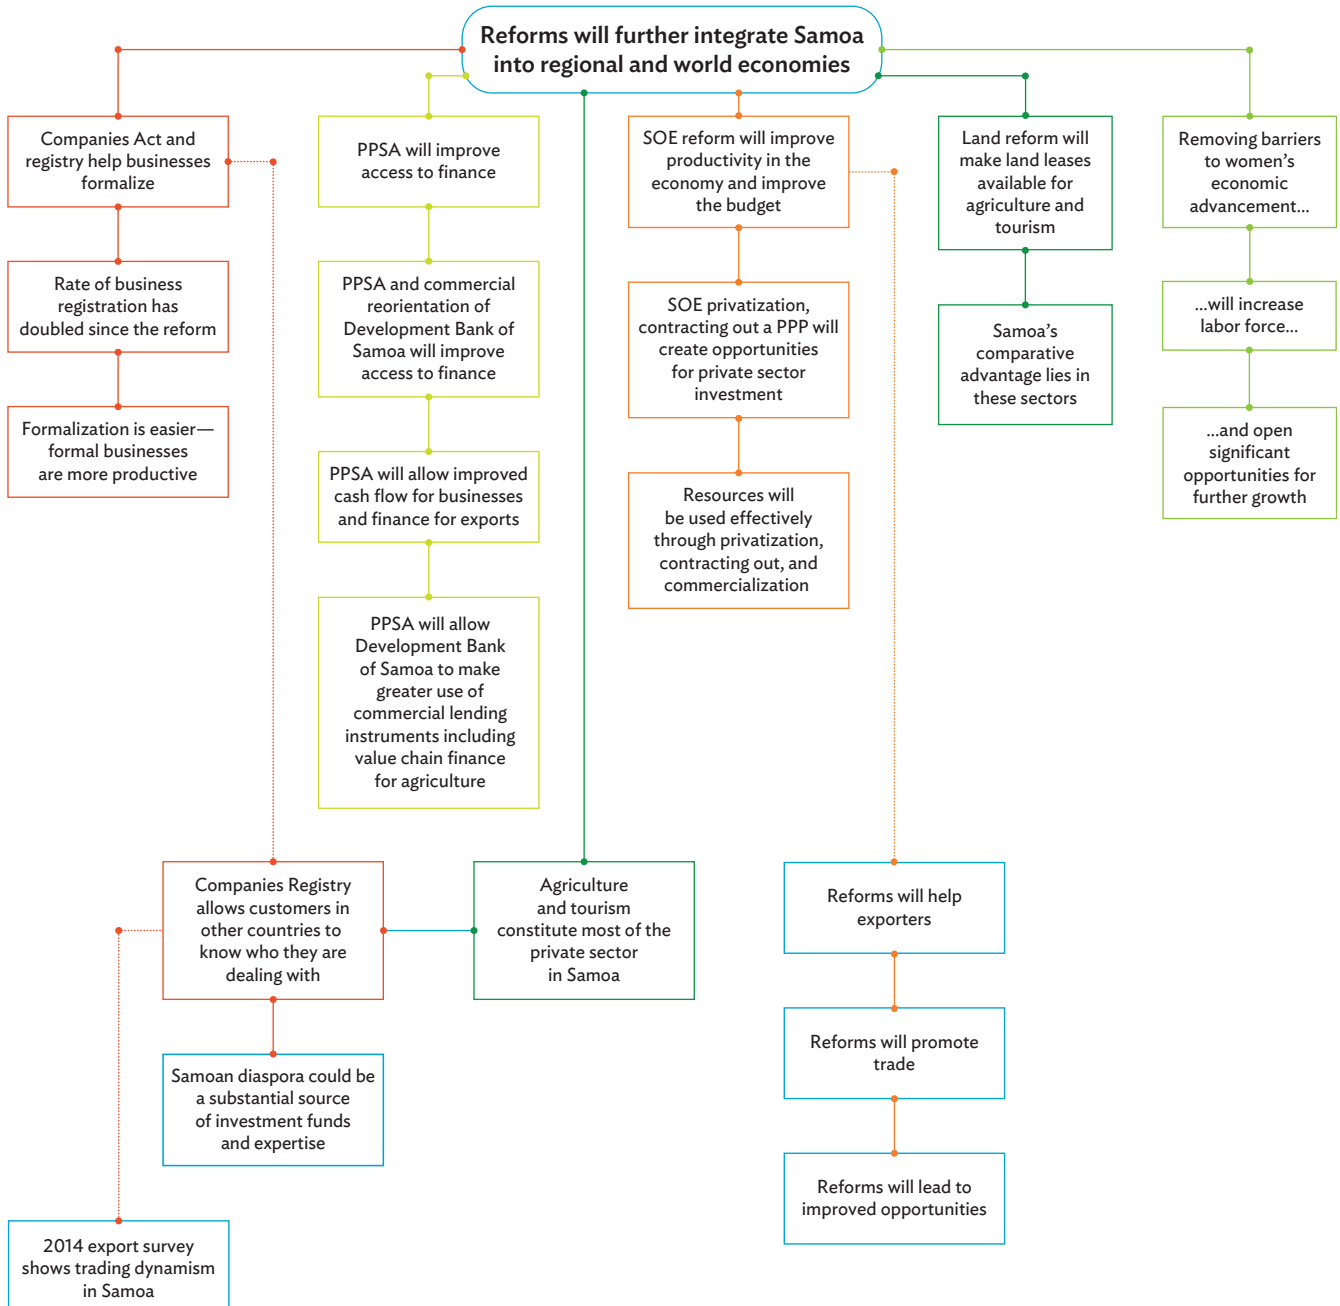 Reforms will further integrate Samoa
into regional and world economies
Companies Act and
registry help businesses
formalize
Rate of business
registration has
doubled since the reform
Formalization is easier—
formal businesses
are more productive
PPSA will improve
access to finance
PPSA and commercial
reorientation of
Development Bank of
Samoa will improve
access to finance
PPSA will allow improved
cash flow for businesses
and finance for exports
PPSA will allow
Development Bank
of Samoa to make
greater use of
commercial lending
instruments including
value chain finance
for agriculture
SOE reform will improve
productivity in the
economy and improve
the budget
SOE privatization,
contracting out a PPP will
create opportunities
for private sector
investment
Resources will
be used effectively
through privatization,
contracting out, and
commercialization
Land reform will
make land leases
available for
agriculture and
tourism
Samoa's
comparative
advantage lies in
these sectors
Removing barriers
to women's
economic
advancement...
...will increase
labor force...
...and open
significant
opportunities for
further growth
Companies Registry
allows customers in
other countries to
know who they are
dealing with
Agriculture
and tourism
constitute most of the
private sector
in Samoa
Reforms will help
exporters
Reforms will promote
trade
Reforms will lead to
improved opportunities
Samoan diaspora could be
a substantial source
of investment funds
and expertise
2014 export survey
shows trading dynamism
in Samoa